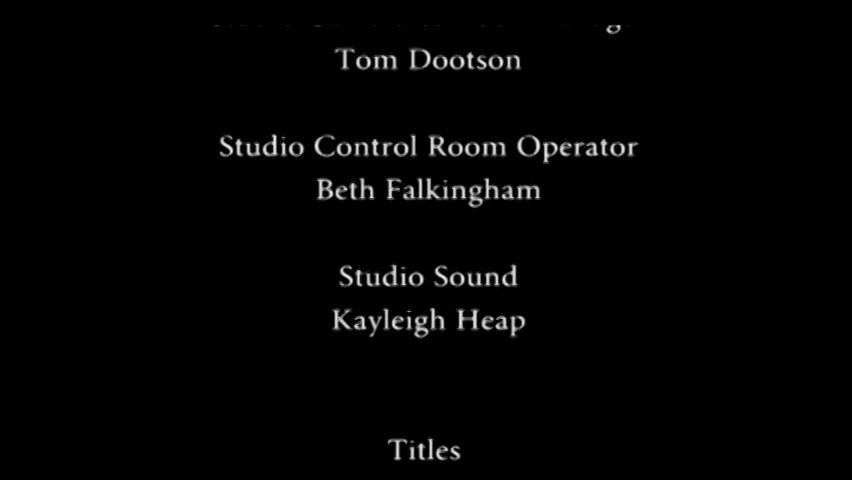 Tom Dootson
Studio Control Room Operator
Beth Falkingham
Studio Sound
Kayleigh Heap
Titles